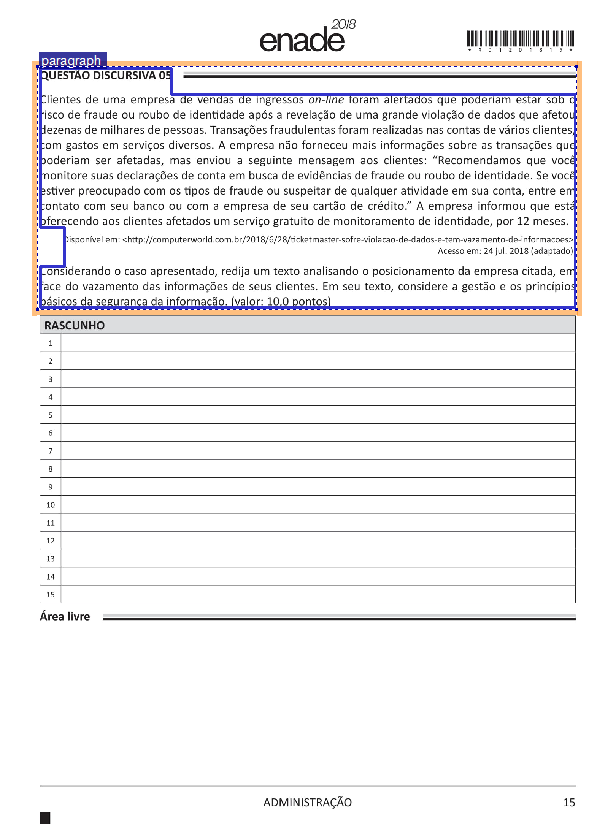 enade 2018
*R0112018150*
paragraph
QUESTÃO DISCURSIVA 05
Clientes de uma empresa de vendas de ingressos on-line foram alertados que poderiam estar sob o
risco de fraude ou roubo de identidade após a revelação de uma grande violação de dados que afetou
dezenas de milhares de pessoas. Transações fraudulentas foram realizadas nas contas de vários clientes,
com gastos em serviços diversos. A empresa não forneceu mais informações sobre as transações que
poderiam ser afetadas, mas enviou a seguinte mensagem aos clientes: “Recomendamos que você
monitore suas declarações de conta em busca de evidências de fraude ou roubo de identidade. Se você
estiver preocupado com os tipos de fraude ou suspeitar de qualquer atividade em sua conta, entre em
contato com seu banco ou com a empresa de seu cartão de crédito.” A empresa informou que está
oferecendo aos clientes afetados um serviço gratuito de monitoramento de identidade, por 12 meses.
Disponível em: <http://computerworld.com.br/2018/6/28/ticketmaster-sofre-violacao-de-dados-e-tem-vazamento-de-informacoes>.
Acesso em: 24 jul. 2018 (adaptado).
Considerando o caso apresentado, redija um texto analisando o posicionamento da empresa citada, em
face do vazamento das informações de seus clientes. Em seu texto, considere a gestão e os princípios
básicos da segurança da informação. (valor: 10,0 pontos)
RASCUNHO
1
2
3
4
5
6
7
8
9
10
11
12
13
14
15
Área livre
ADMINISTRAÇÃO 15